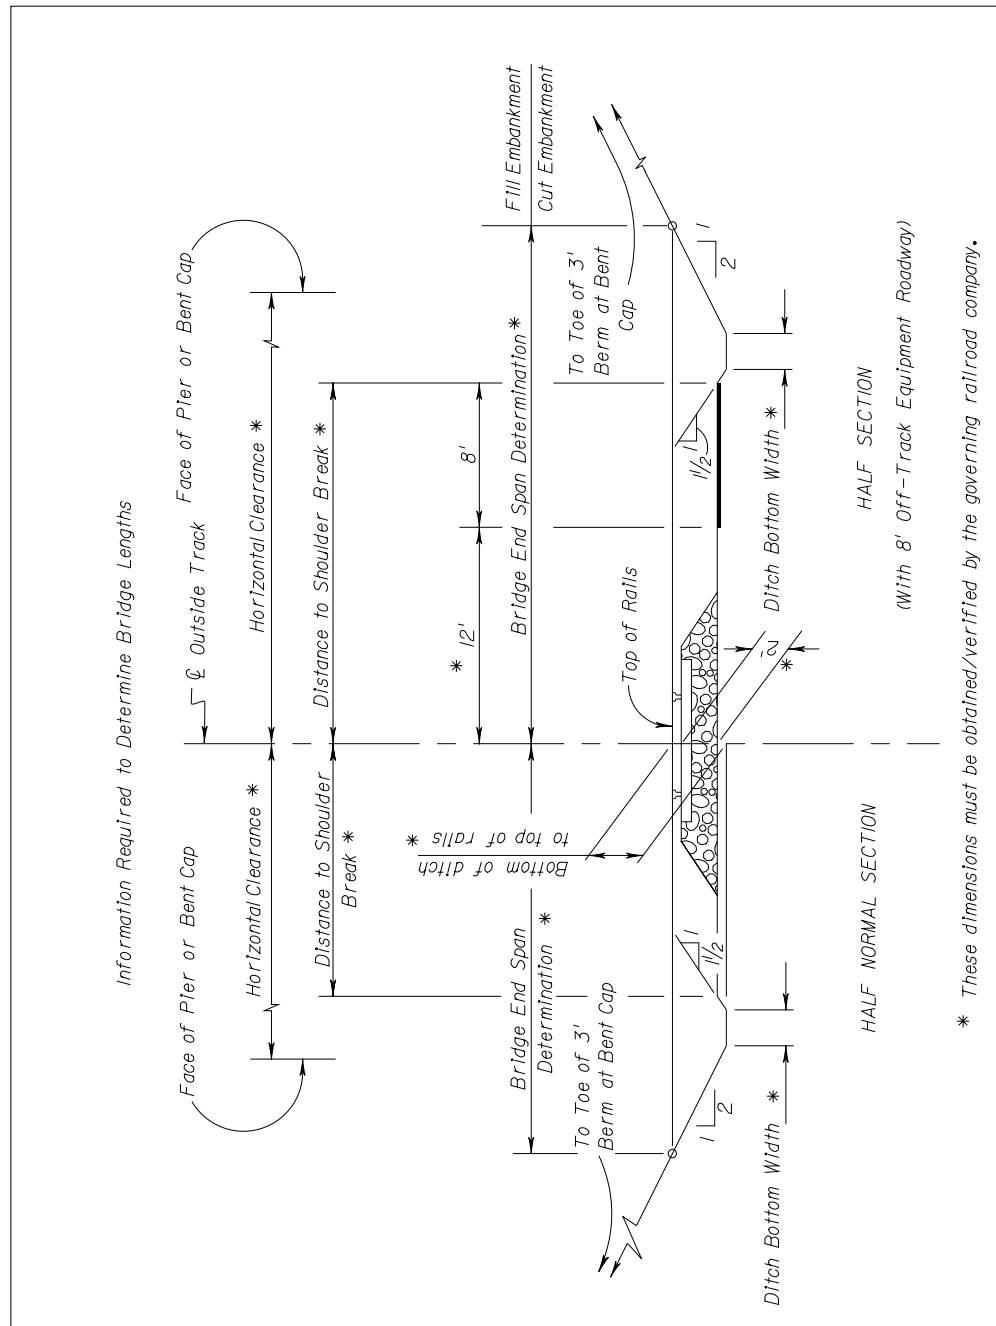 Information Required to Determine Bridge Lengths
Face of Pier or Bent Cap
℄ Outside Track
Face of Pier or Bent Cap
Horizontal Clearance *
Horizontal Clearance *
Distance to Shoulder
Break *
Distance to Shoulder Break *
* 12'
8'
Bottom of ditch
to top of rails *
Bridge End Span
Determination *
Bridge End Span Determination *
Fill Embankment
Cut Embankment
To Toe of 3'
Berm at Bent Cap
To Toe of 3'
Berm at Bent
Cap
Top of Rails
1
1 1/2
1
1 1/2
1
2
1
2
2'
*
Ditch Bottom Width *
Ditch Bottom Width *
HALF NORMAL SECTION
HALF SECTION
(With 8' Off-Track Equipment Roadway)
* These dimensions must be obtained/verified by the governing railroad company.